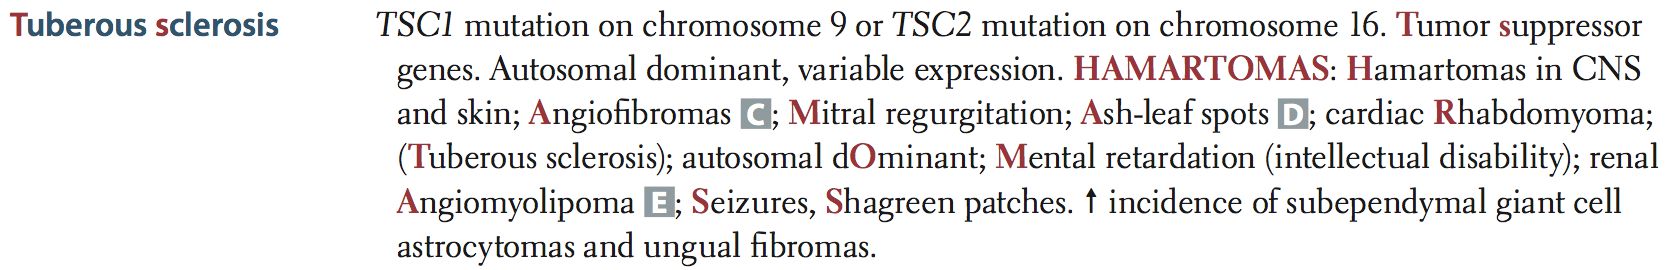 Tuberous sclerosis TSC1 mutation on chromosome 9 or TSC2 mutation on chromosome 16. Tumor suppressor
genes. Autosomal dominant, variable expression. HAMARTOMAS: Hamartomas in CNS
and skin; Angiofibromas C; Mitral regurgitation; Ash-leaf spots D; cardiac Rhabdomyoma;
(Tuberous sclerosis); autosomal dOminant; Mental retardation (intellectual disability); renal
Angiomyolipoma E; Seizures, Shagreen patches. ↑ incidence of subependymal giant cell
astrocytomas and ungual fibromas.